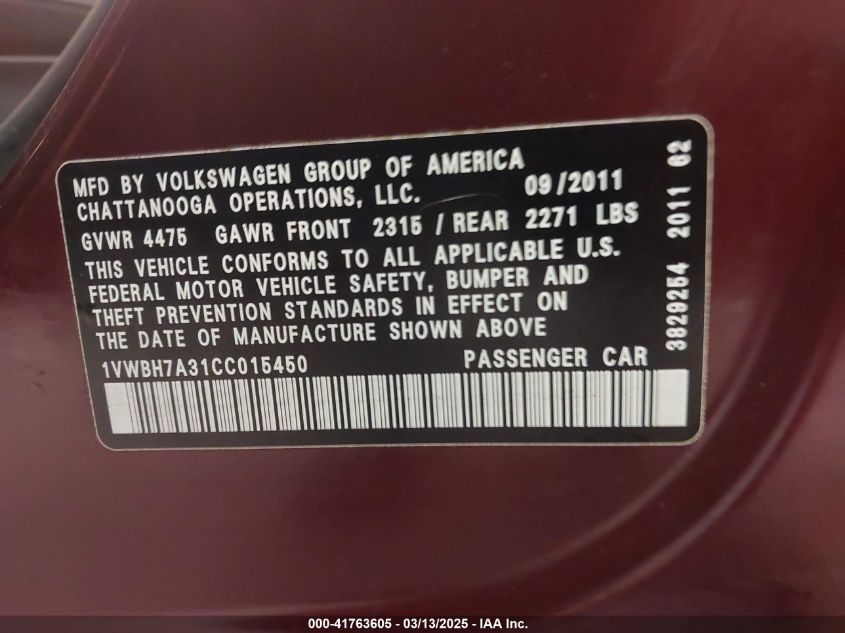 MFD BY VOLKSWAGEN GROUP OF AMERICA
CHATTANOOGA OPERATIONS, LLC. 09/2011
GVWR 4475 GAWR FRONT 2315 / REAR 2271 LBS
THIS VEHICLE CONFORMS TO ALL APPLICABLE U.S.
FEDERAL MOTOR VEHICLE SAFETY, BUMPER AND
THEFT PREVENTION STANDARDS IN EFFECT ON
THE DATE OF MANUFACTURE SHOWN ABOVE
1VWBH7A31CC015450 PASSENGER CAR
3829254 2011 62
000-41763605 - 03/13/2025 - IAA Inc.